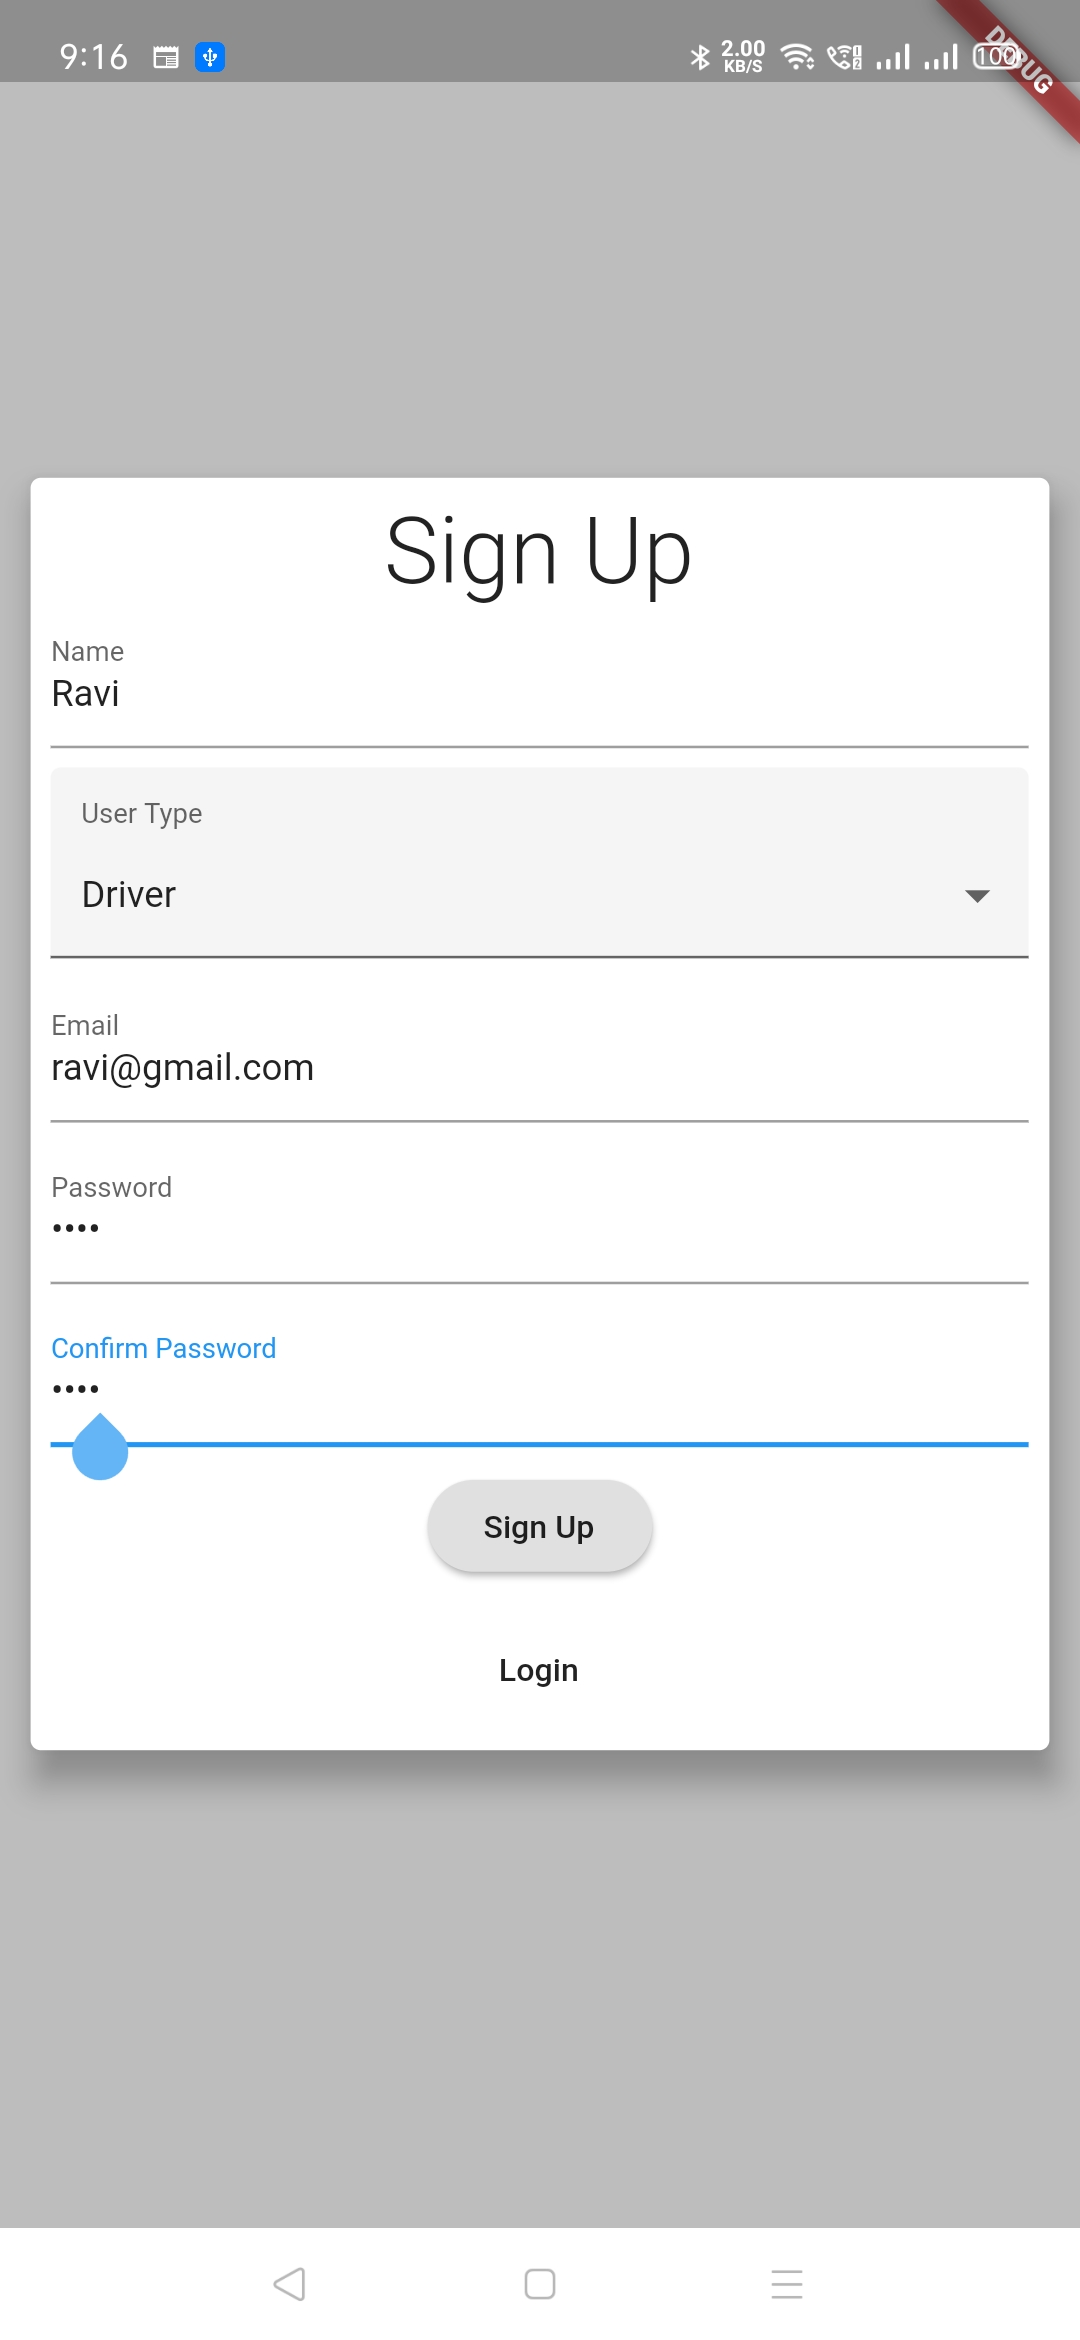 9:16
2.00
KB/S
100
DEBUG
Sign Up
Name
Ravi
User Type
Driver
Email
ravi@gmail.com
Password
••••
Confirm Password
••••
Sign Up
Login